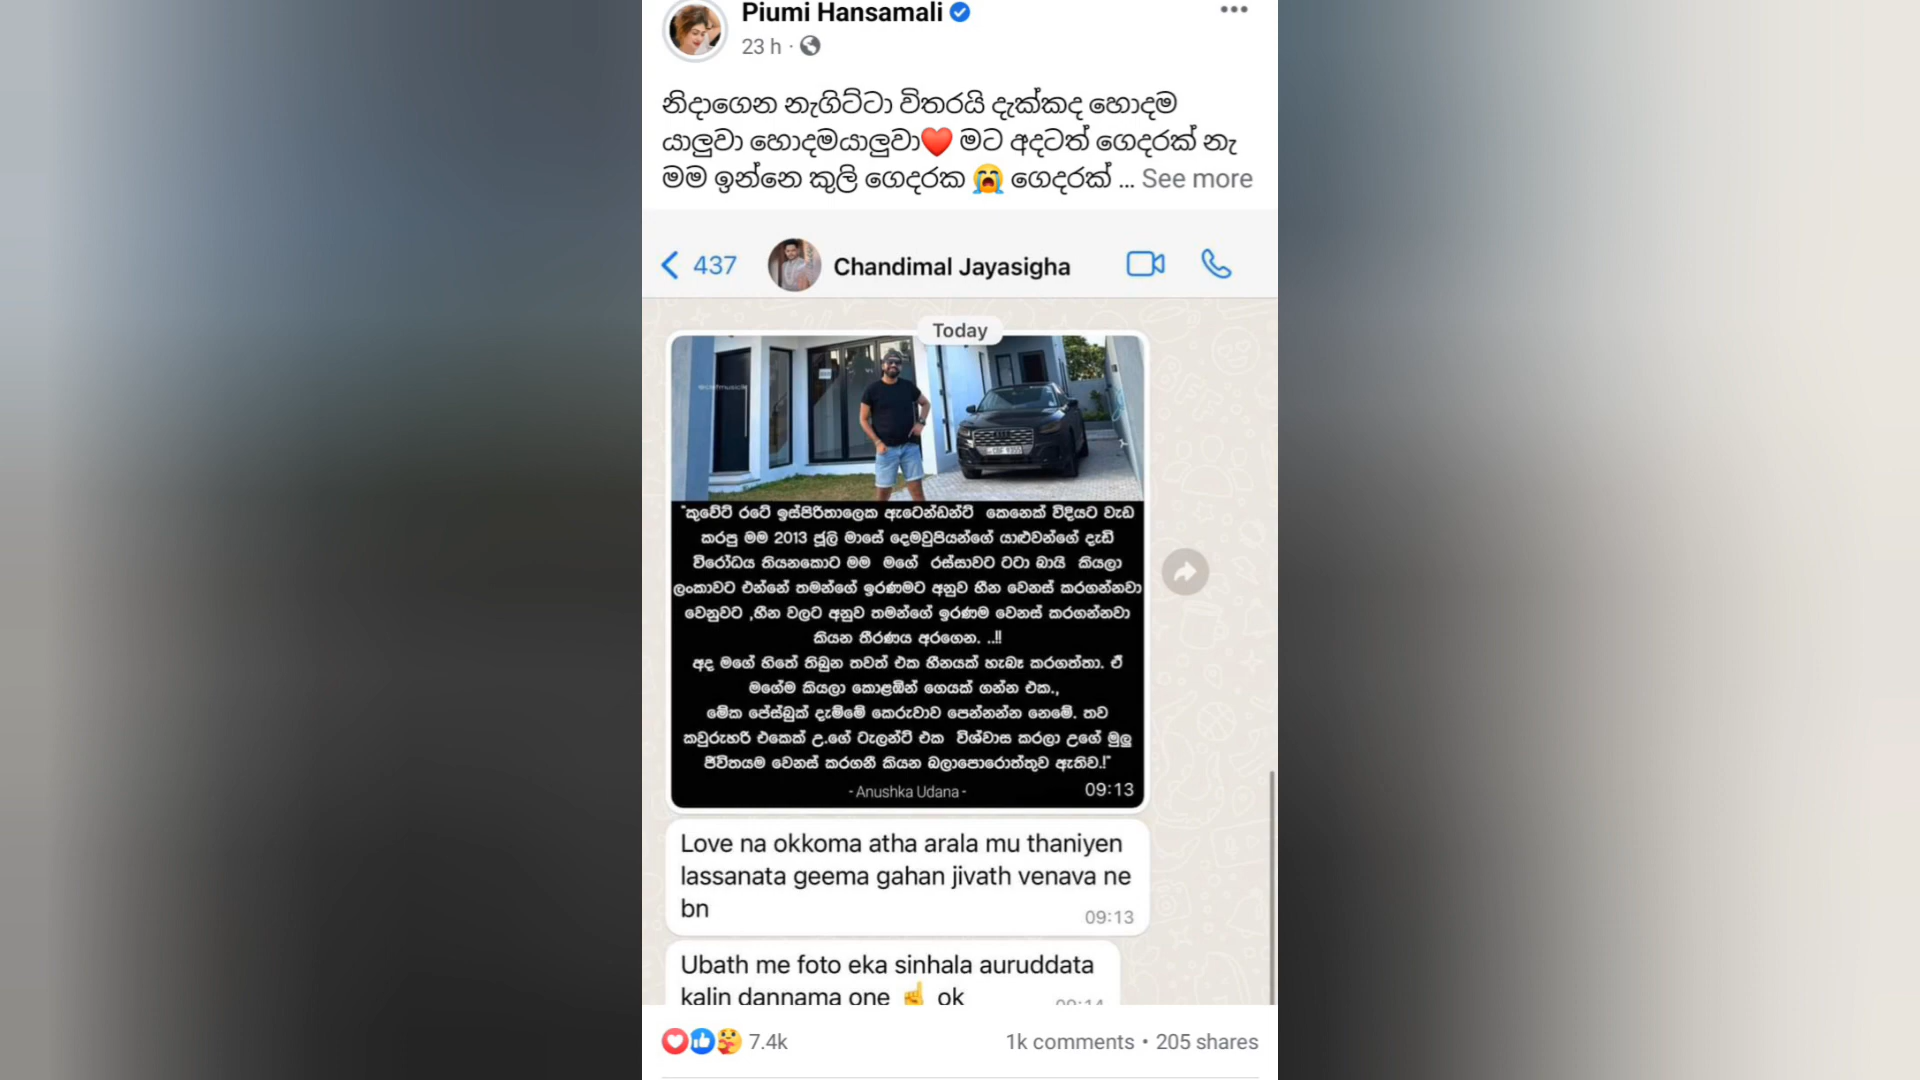 Piumi Hansamali
23 h ·
නිදාගෙන නැගිට්ටා විතරයි දැක්කද හොදම
යාලුවා හොදමයාලුවා❤️ මට අදටත් ගෙදරක් නැ
මම ඉන්නෙ කුලි ගෙදරක 😭 ගෙදරක් ... See more
437 Chandimal Jayasigha
Today
"කුවේට් රටේ ඉස්පිරිතාලෙක ඇටෙන්ඩන්ට් කෙනෙක් විදියට වැඩ
කරපු මම 2013 ජූලි මාසේ දෙමවුපියන්ගේ යාළුවන්ගේ දැඩි
විරෝධය තියනකොට මම මගේ රස්සාවට ටටා බායි කියලා
ලංකාවට එන්නේ තමන්ගේ ඉරණමට අනුව හීන වෙනස් කරගන්නවා
වෙනුවට ,හීන වලට අනුව තමන්ගේ ඉරණම වෙනස් කරගන්නවා
කියන තීරණය අරගෙන. ..!!
අද මගේ හිතේ තිබුන තවත් එක හීනයක් හැබෑ කරගත්තා. ඒ
මගේම කියලා කොළඹින් ගෙයක් ගන්න එක.,
මේක පේස්බුක් දැම්මේ කෙරුවාව පෙන්නන්න නෙමේ. තව
කවුරුහරි එකෙක් උ.ගේ ටැලන්ට් එක විශ්වාස කරලා උගේ මුලු
ජීවිතයම වෙනස් කරගනී කියන බලාපොරොත්තුව ඇතිව.!"
- Anushka Udana -
09:13
Love na okkoma atha arala mu thaniyen
lassanata geema gahan jivath venava ne
bn
09:13
Ubath me foto eka sinhala auruddata
kalin dannama one ☝️ ok
09:14
7.4k 1k comments • 205 shares